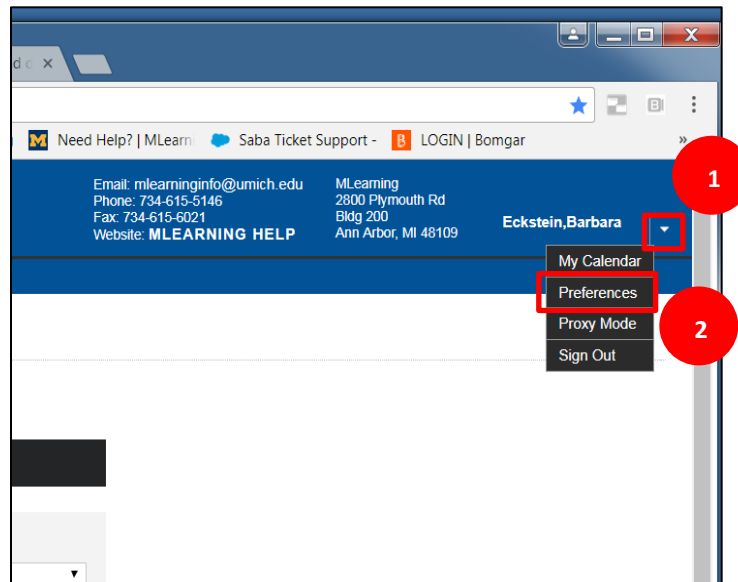 d c ×
Need Help? | MLearni Saba Ticket Support - B LOGIN | Bomgar »
1
Email: mlearninginfo@umich.edu
Phone: 734-615-5146
Fax: 734-615-6021
Website: MLEARNING HELP
MLearning
2800 Plymouth Rd
Bldg 200
Ann Arbor, MI 48109
Eckstein,Barbara
My Calendar
Preferences
Proxy Mode
Sign Out
2